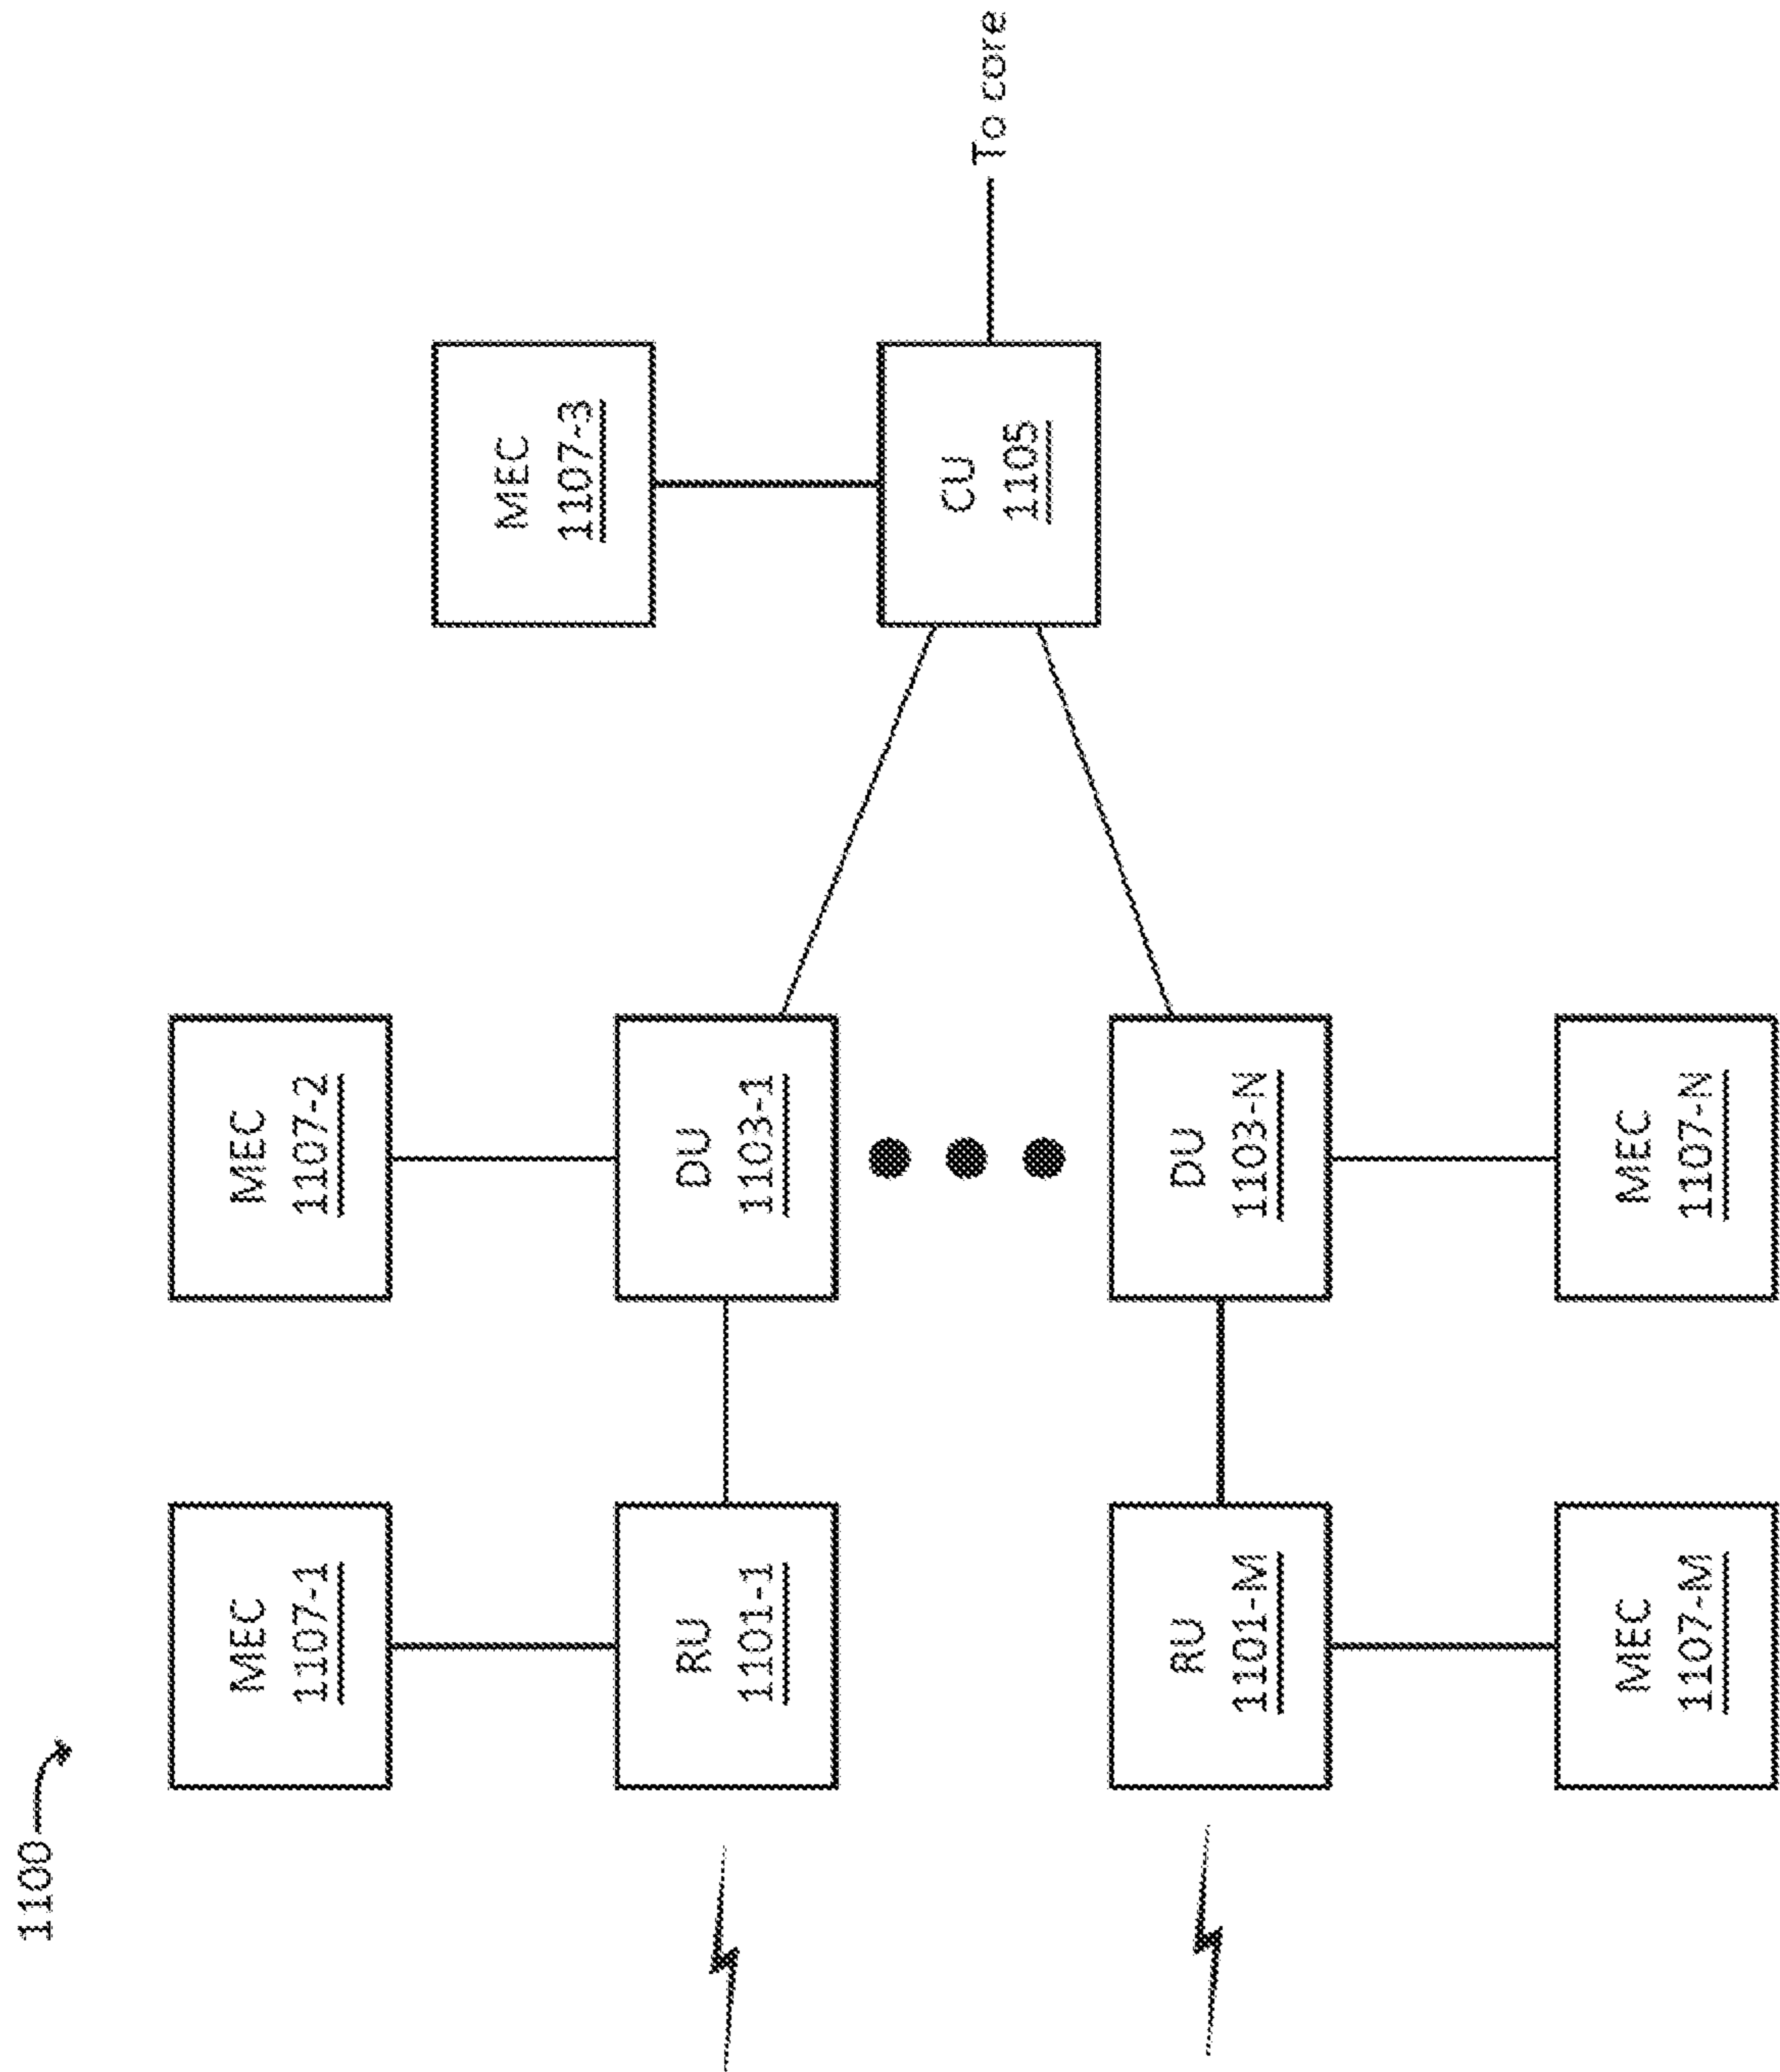 1100
MEC
1107-1
MEC
1107-2
MEC
1107-3
RU
1101-1
DU
1103-1
CU
1105
To core
RU
1101-M
DU
1103-N
MEC
1107-M
MEC
1107-N